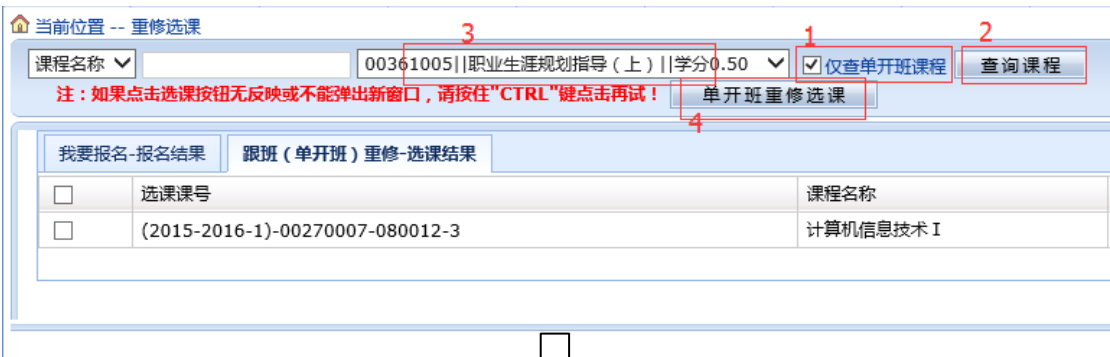 当前位置 -- 重修选课
3 1 2
课程名称 00361005||职业生涯规划指导（上）||学分0.50 仅查单开班课程 查询课程
注：如果点击选课按钮无反映或不能弹出新窗口，请按住"CTRL"键点击再试！ 单开班重修选课
4
我要报名-报名结果 跟班（单开班）重修-选课结果
选课课号 课程名称
(2015-2016-1)-00270007-080012-3 计算机信息技术 I